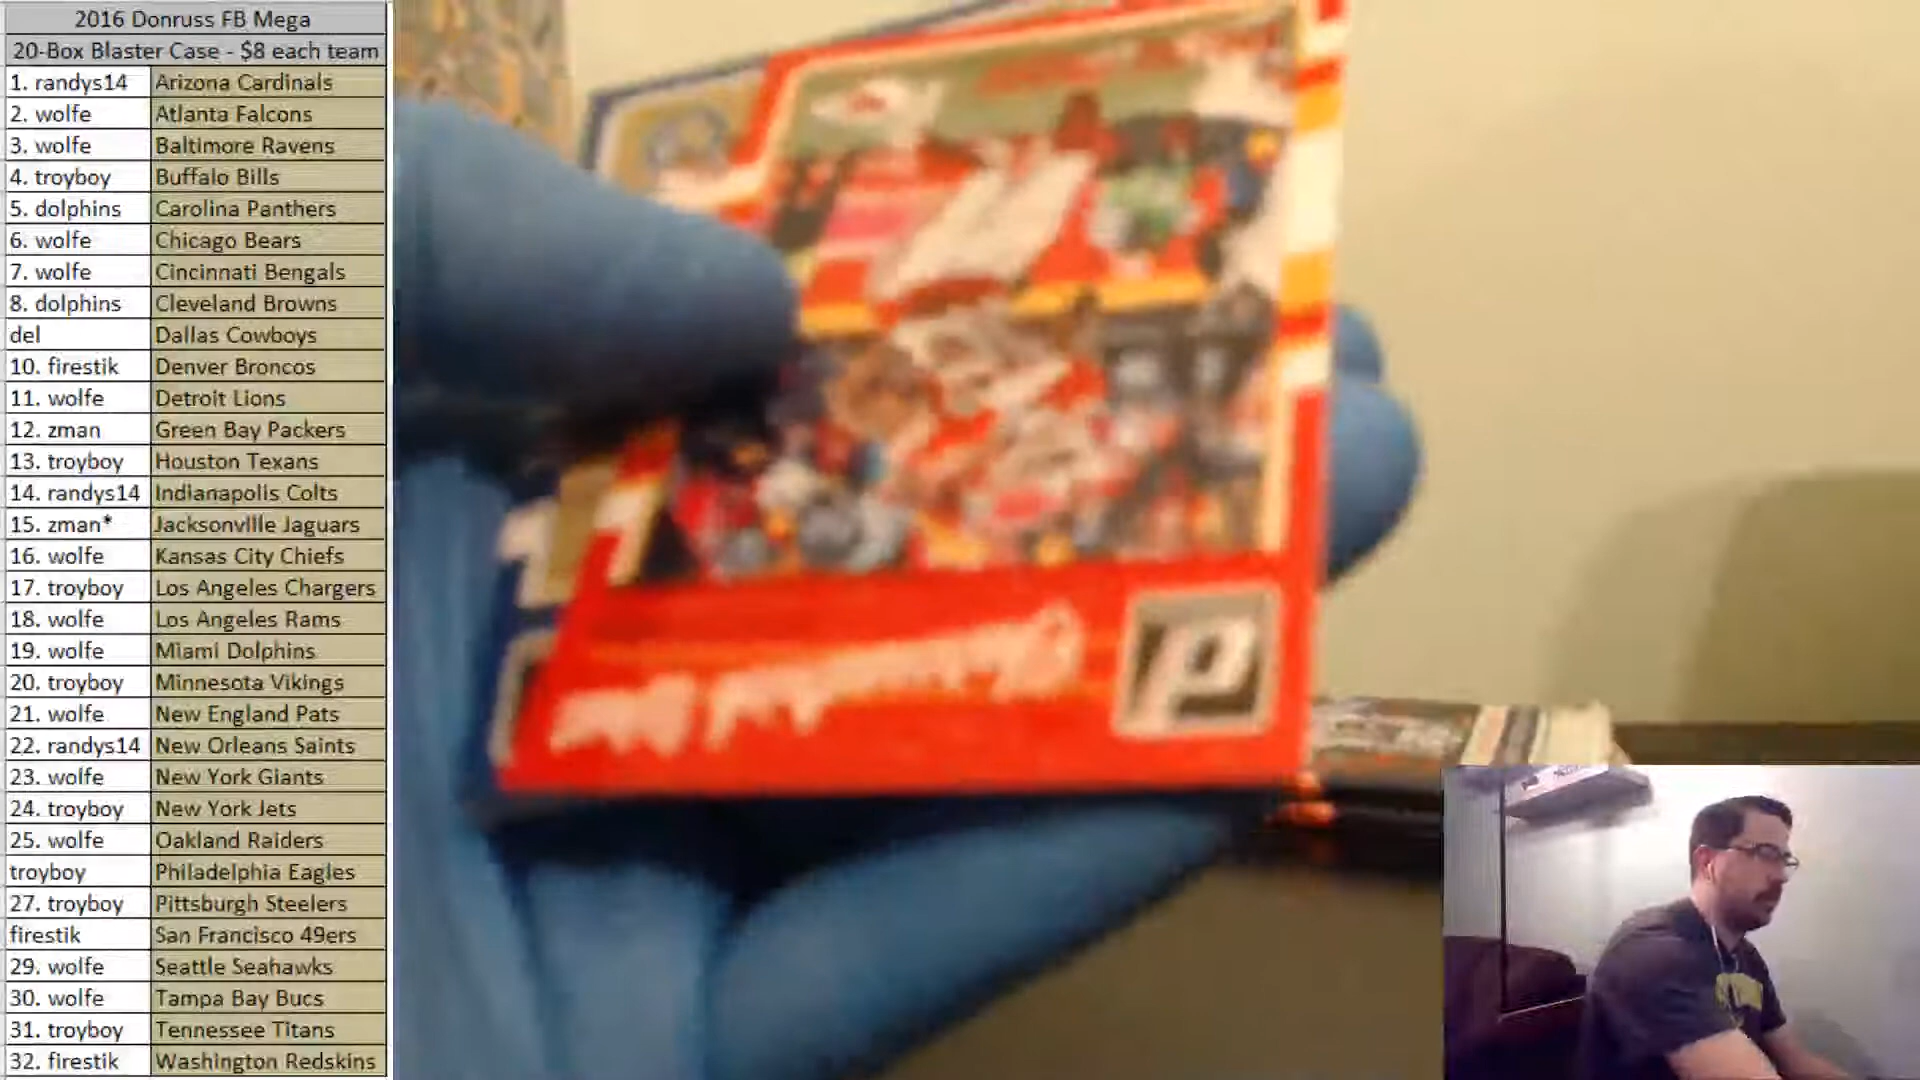 2016 Donruss FB Mega
20-Box Blaster Case - $8 each team
1. randys14 Arizona Cardinals
2. wolfe Atlanta Falcons
3. wolfe Baltimore Ravens
4. troyboy Buffalo Bills
5. dolphins Carolina Panthers
6. wolfe Chicago Bears
7. wolfe Cincinnati Bengals
8. dolphins Cleveland Browns
del Dallas Cowboys
10. firestik Denver Broncos
11. wolfe Detroit Lions
12. zman Green Bay Packers
13. troyboy Houston Texans
14. randys14 Indianapolis Colts
15. zman* Jacksonville Jaguars
16. wolfe Kansas City Chiefs
17. troyboy Los Angeles Chargers
18. wolfe Los Angeles Rams
19. wolfe Miami Dolphins
20. troyboy Minnesota Vikings
21. wolfe New England Pats
22. randys14 New Orleans Saints
23. wolfe New York Giants
24. troyboy New York Jets
25. wolfe Oakland Raiders
troyboy Philadelphia Eagles
27. troyboy Pittsburgh Steelers
firestik San Francisco 49ers
29. wolfe Seattle Seahawks
30. wolfe Tampa Bay Bucs
31. troyboy Tennessee Titans
32. firestik Washington Redskins